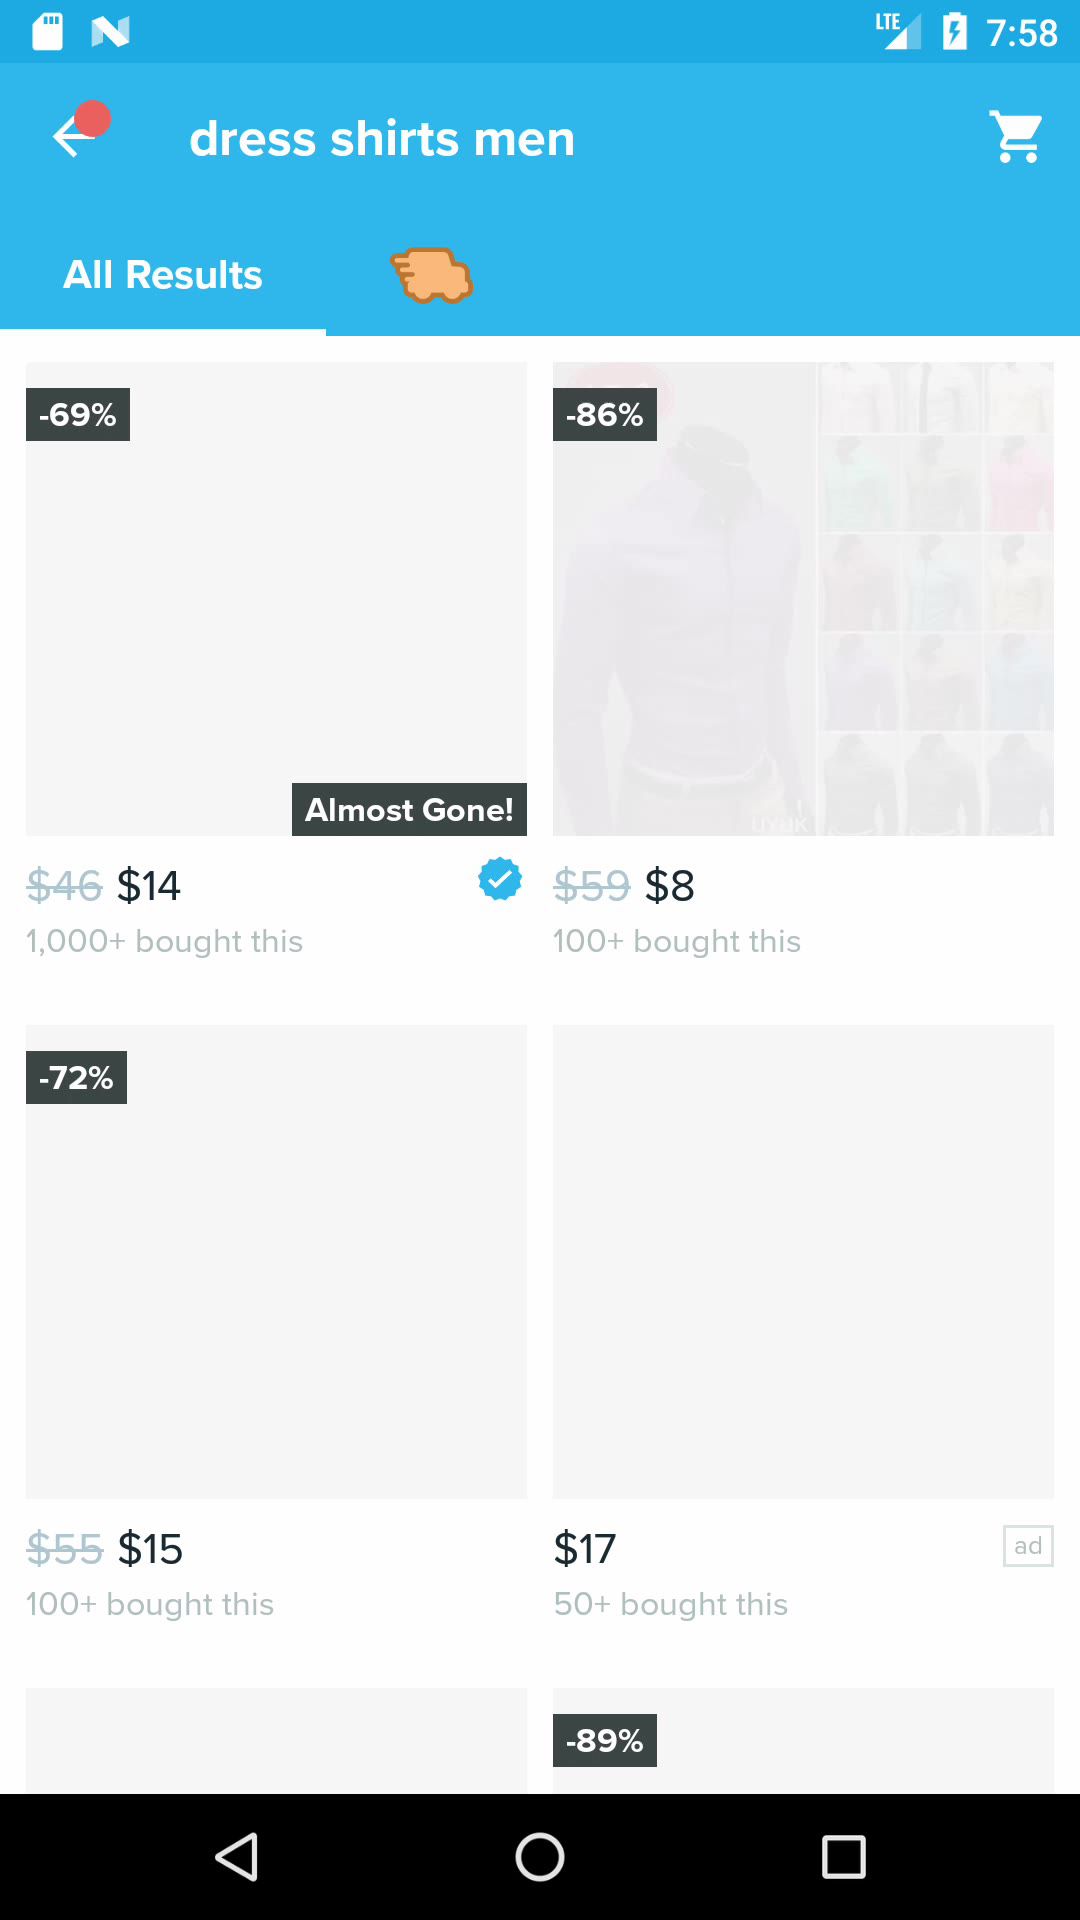 LTE 7:58
dress shirts men
All Results
-69%
-86%
Almost Gone!
UYUK
$46 $14
$59 $8
1,000+ bought this
100+ bought this
-72%
$55 $15
$17
ad
100+ bought this
50+ bought this
-89%